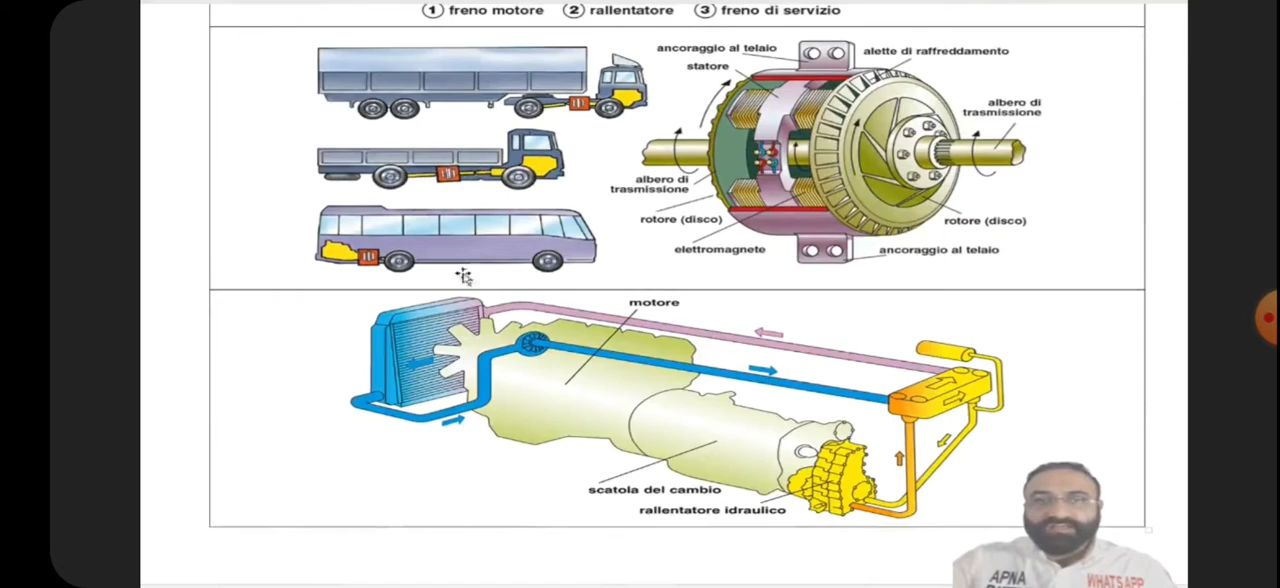 ① freno motore ② rallentatore ③ freno di servizio
ancoraggio al telaio
alette di raffreddamento
statore
albero di
trasmissione
albero di
trasmissione
rotore (disco)
rotore (disco)
elettromagnete
ancoraggio al telaio
motore
scatola del cambio
rallentatore idraulico
APNA
WHATSAPP